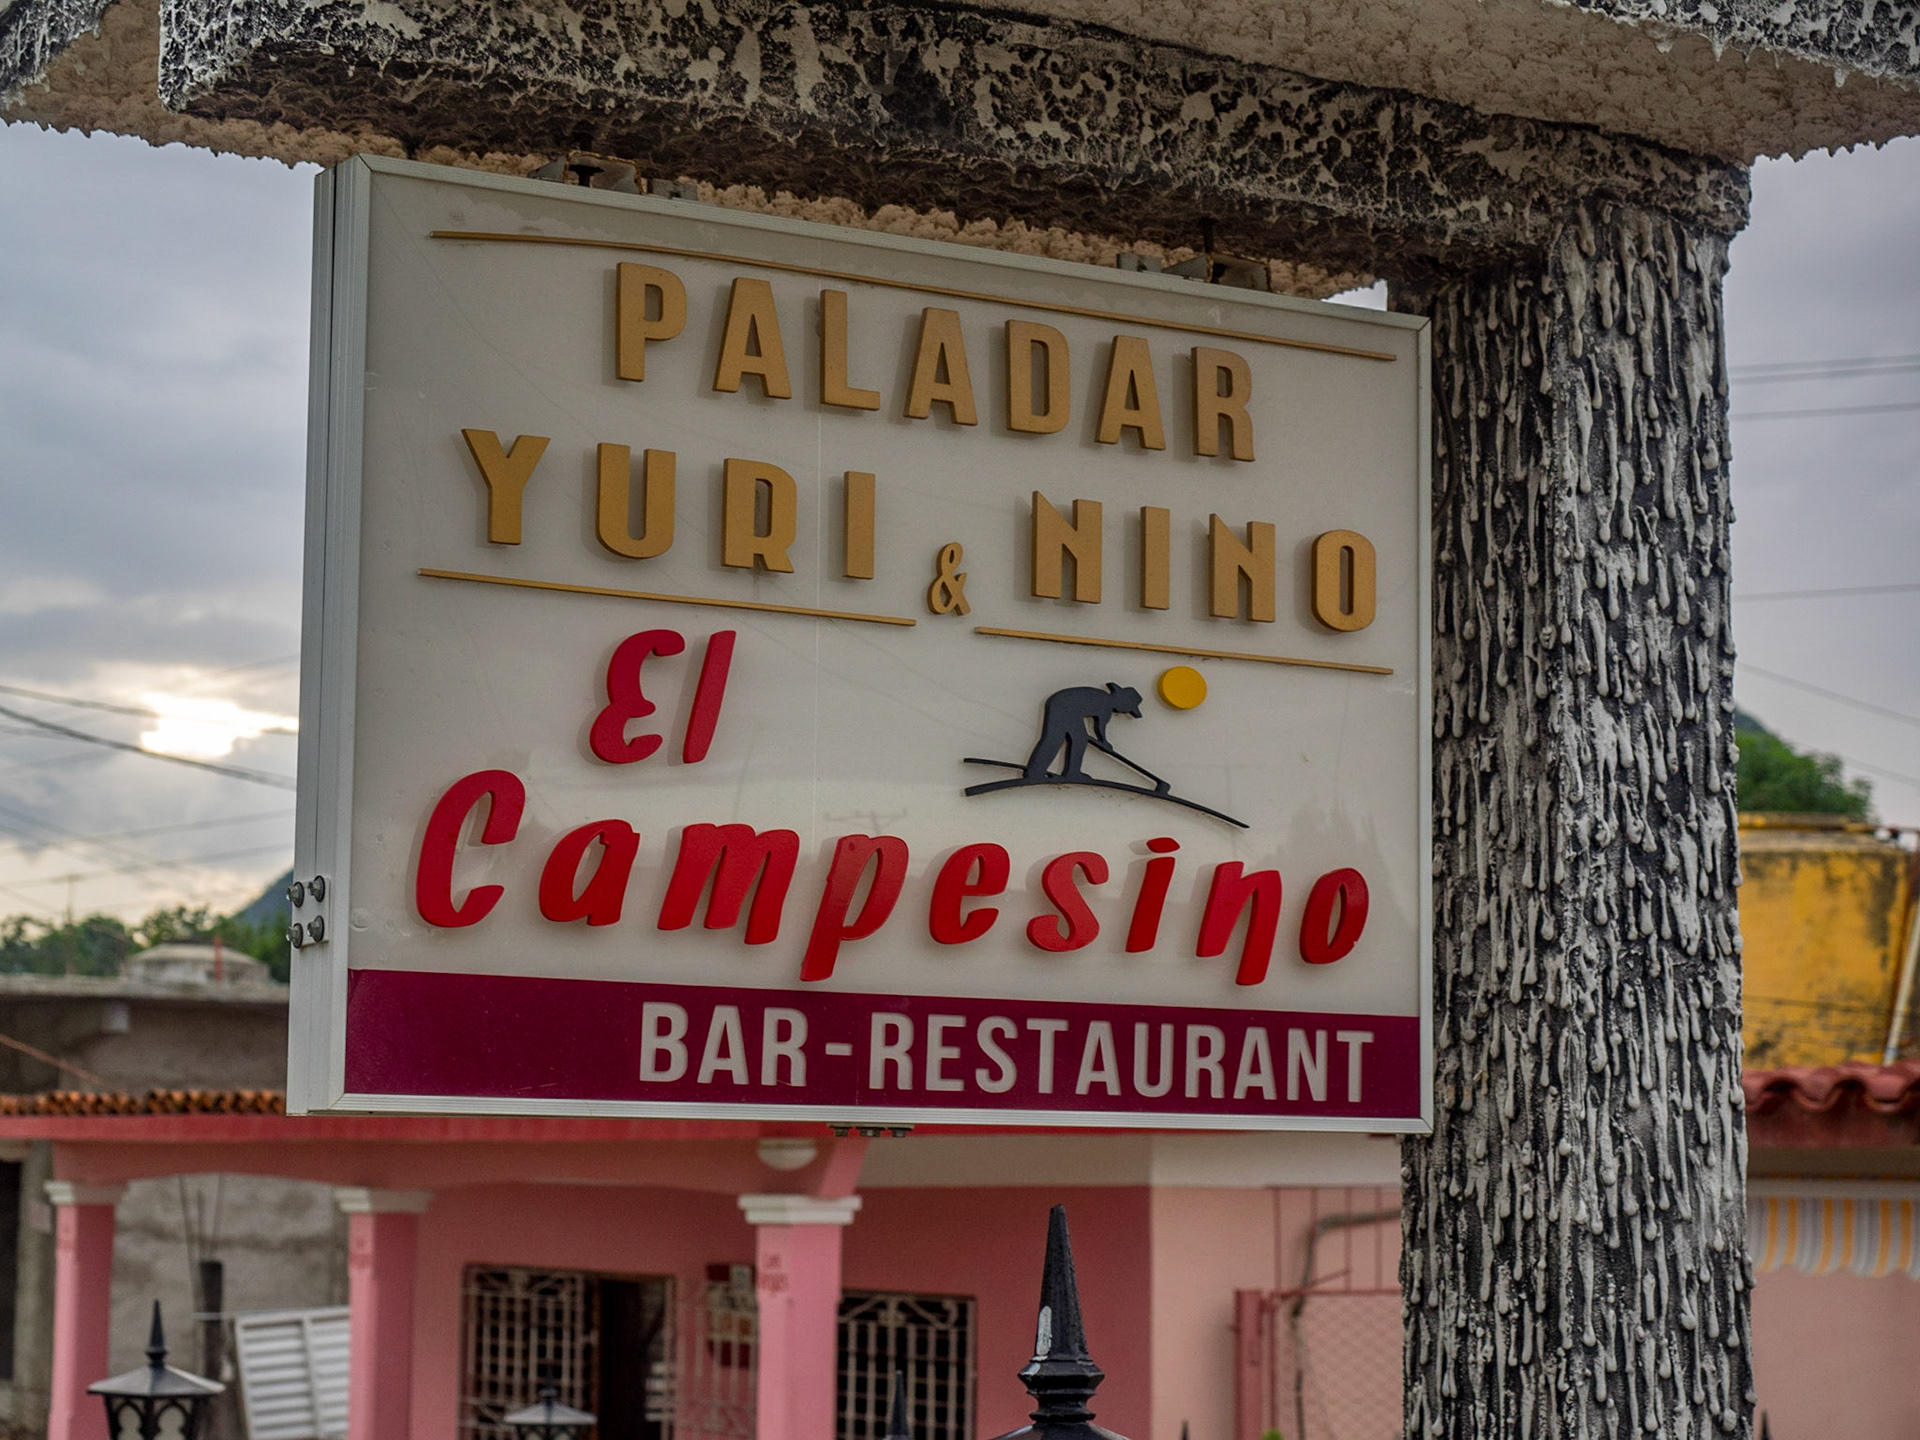 PALADAR
YURI & NINO
El
Campesino
BAR-RESTAURANT